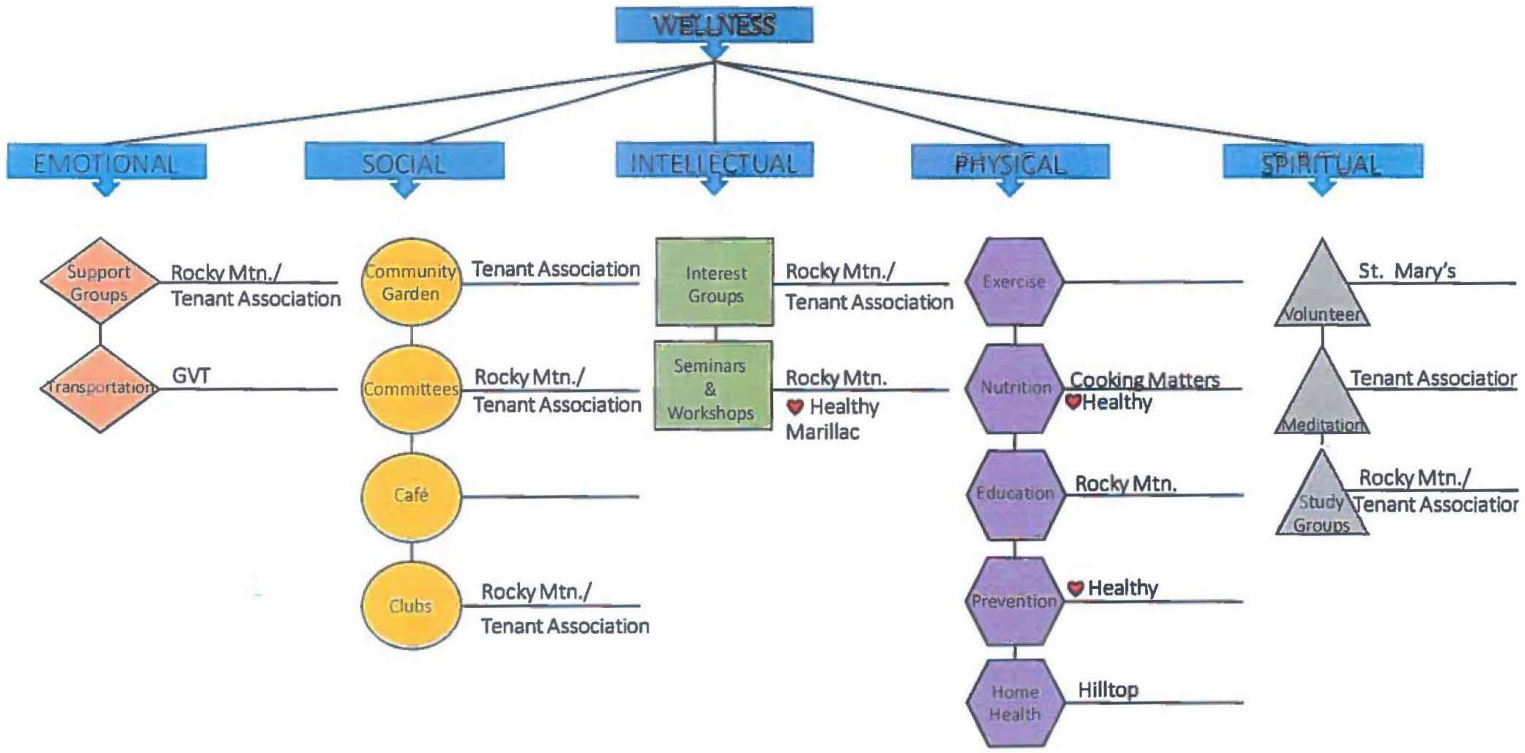 WELLNESS
EMOTIONAL
SOCIAL
INTELLECTUAL
PHYSICAL
SPIRITUAL
Support
Groups
Rocky Mtn./
Tenant Association
Transportation
GVT
Community
Garden
Tenant Association
Committees
Rocky Mtn./
Tenant Association
Café
Clubs
Rocky Mtn./
Tenant Association
Interest
Groups
Rocky Mtn./
Tenant Association
Seminars
&
Workshops
Rocky Mtn.
❤ Healthy
Marillac
Exercise
Nutrition
Cooking Matters
❤Healthy
Education
Rocky Mtn.
Prevention
❤ Healthy
Home
Health
Hilltop
Volunteer
St. Mary's
Meditation
Tenant Association
Study
Groups
Rocky Mtn./
Tenant Association